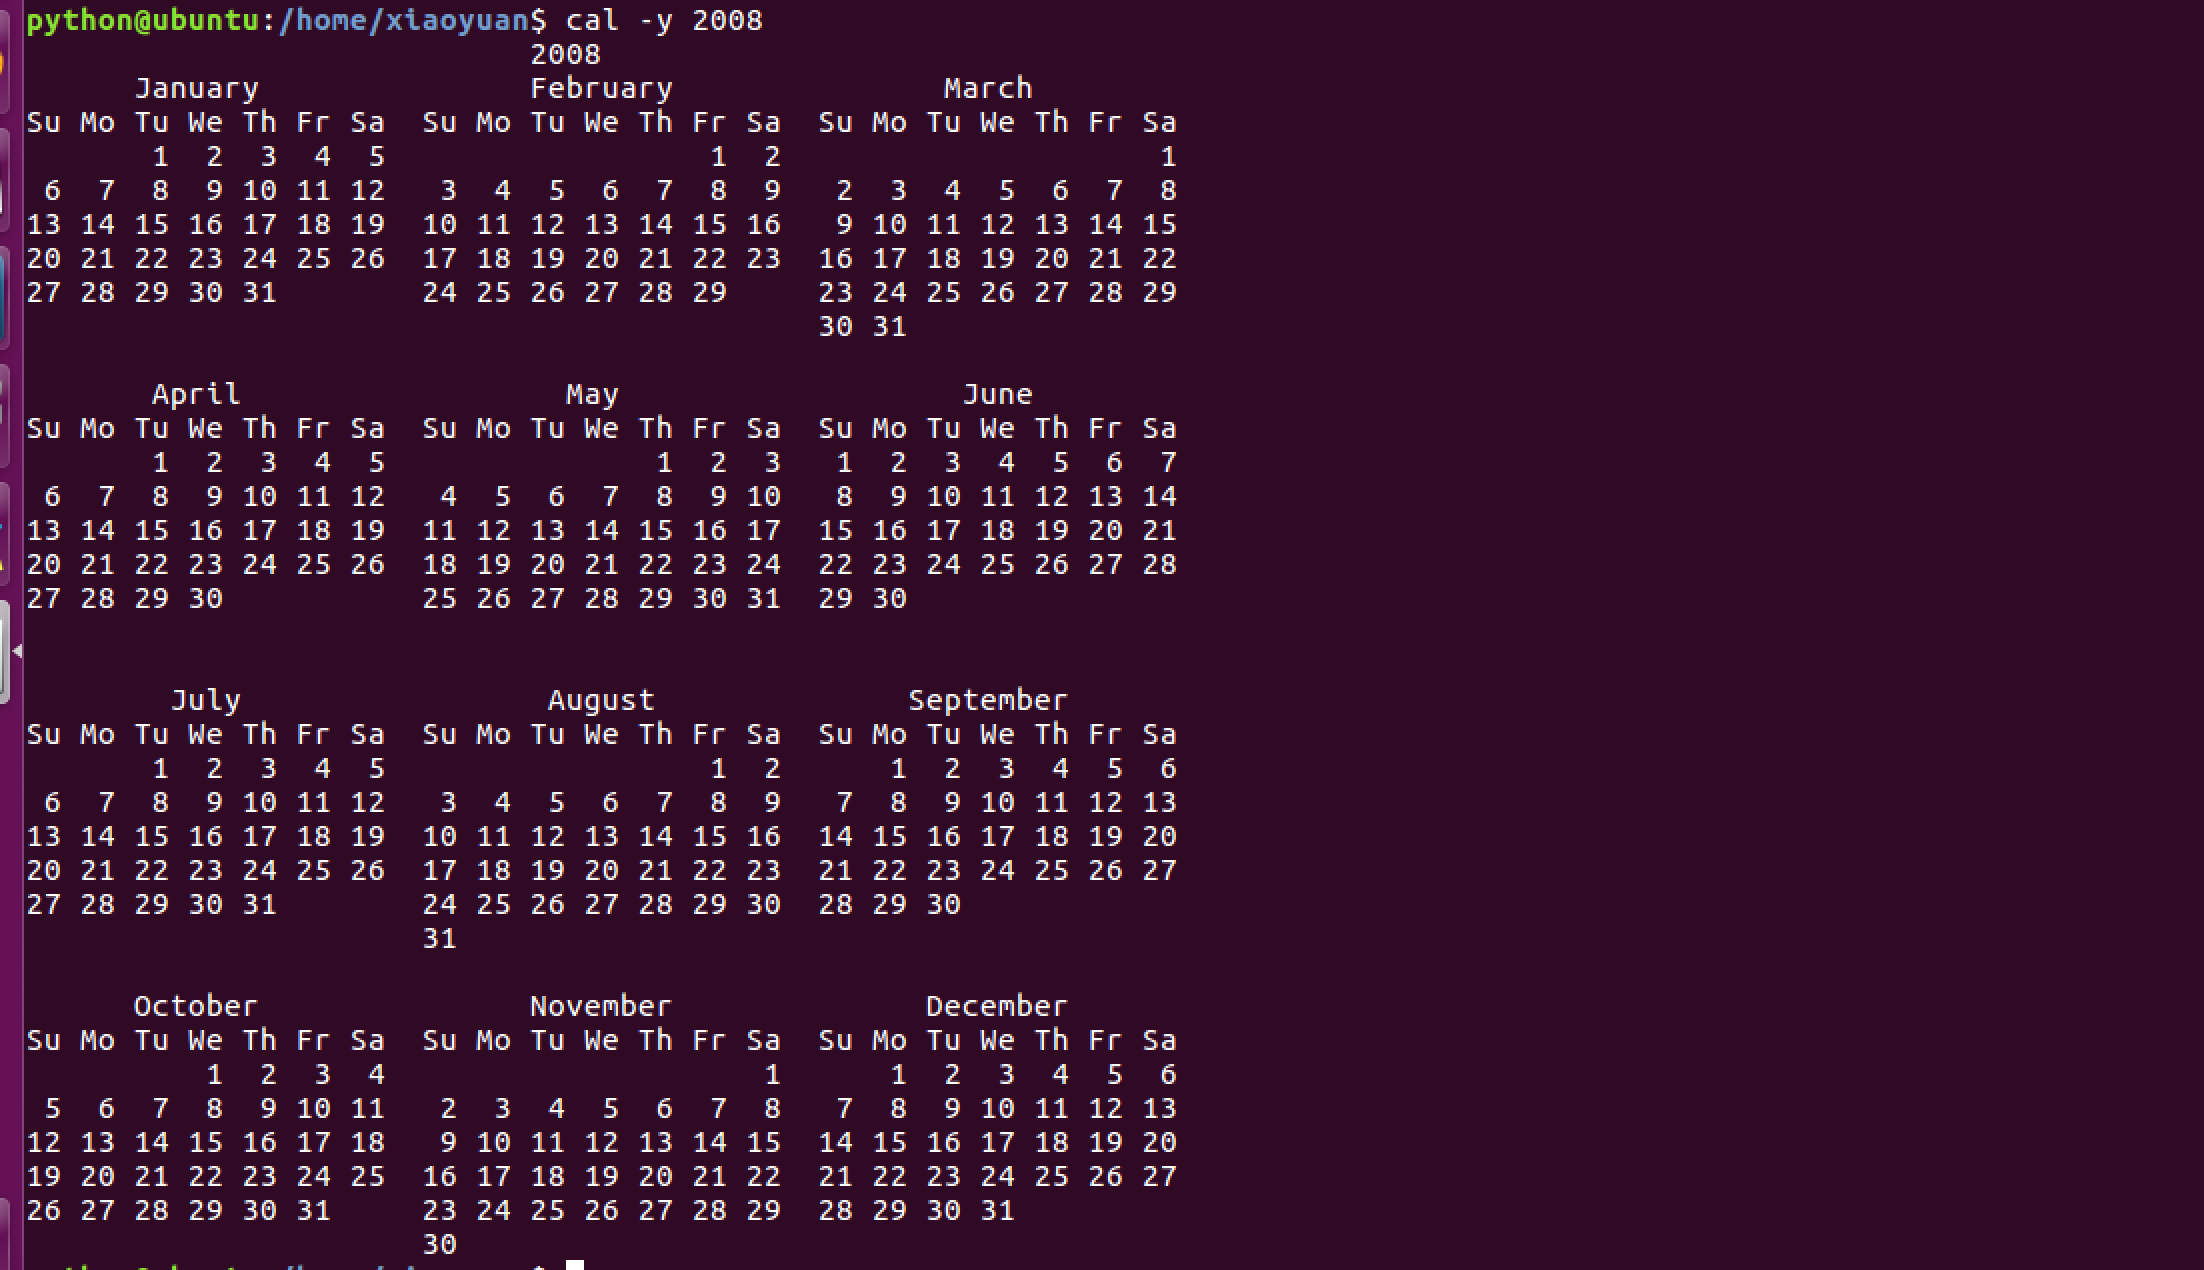 python@ubuntu:/home/xiaoyuan$ cal -y 2008
                            2008
      January               February               March
Su Mo Tu We Th Fr Sa  Su Mo Tu We Th Fr Sa  Su Mo Tu We Th Fr Sa
       1  2  3  4  5                  1  2                     1
 6  7  8  9 10 11 12   3  4  5  6  7  8  9   2  3  4  5  6  7  8
13 14 15 16 17 18 19  10 11 12 13 14 15 16   9 10 11 12 13 14 15
20 21 22 23 24 25 26  17 18 19 20 21 22 23  16 17 18 19 20 21 22
27 28 29 30 31        24 25 26 27 28 29     23 24 25 26 27 28 29
                                            30 31
       April                  May                   June
Su Mo Tu We Th Fr Sa  Su Mo Tu We Th Fr Sa  Su Mo Tu We Th Fr Sa
       1  2  3  4  5               1  2  3   1  2  3  4  5  6  7
 6  7  8  9 10 11 12   4  5  6  7  8  9 10   8  9 10 11 12 13 14
13 14 15 16 17 18 19  11 12 13 14 15 16 17  15 16 17 18 19 20 21
20 21 22 23 24 25 26  18 19 20 21 22 23 24  22 23 24 25 26 27 28
27 28 29 30           25 26 27 28 29 30 31  29 30
        July                 August              September
Su Mo Tu We Th Fr Sa  Su Mo Tu We Th Fr Sa  Su Mo Tu We Th Fr Sa
       1  2  3  4  5                  1  2      1  2  3  4  5  6
 6  7  8  9 10 11 12   3  4  5  6  7  8  9   7  8  9 10 11 12 13
13 14 15 16 17 18 19  10 11 12 13 14 15 16  14 15 16 17 18 19 20
20 21 22 23 24 25 26  17 18 19 20 21 22 23  21 22 23 24 25 26 27
27 28 29 30 31        24 25 26 27 28 29 30  28 29 30
                      31
      October               November              December
Su Mo Tu We Th Fr Sa  Su Mo Tu We Th Fr Sa  Su Mo Tu We Th Fr Sa
          1  2  3  4                     1      1  2  3  4  5  6
 5  6  7  8  9 10 11   2  3  4  5  6  7  8   7  8  9 10 11 12 13
12 13 14 15 16 17 18   9 10 11 12 13 14 15  14 15 16 17 18 19 20
19 20 21 22 23 24 25  16 17 18 19 20 21 22  21 22 23 24 25 26 27
26 27 28 29 30 31     23 24 25 26 27 28 29  28 29 30 31
                      30